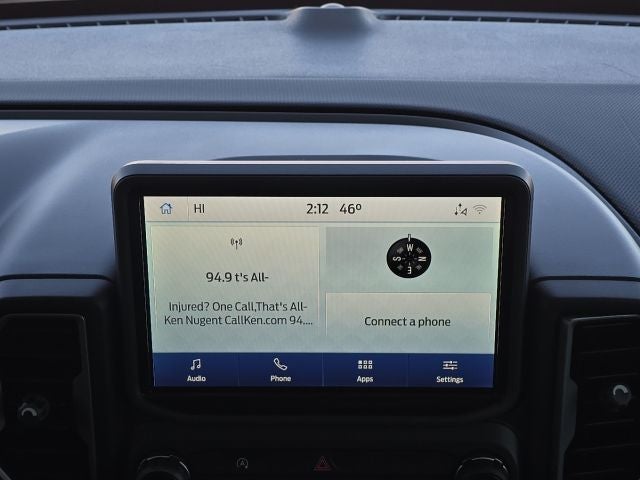 HI 2:12 46°
94.9 t's All-
Injured? One Call,That's All-
Ken Nugent CallKen.com 94....
W
S N
E
Connect a phone
Audio Phone Apps Settings
A